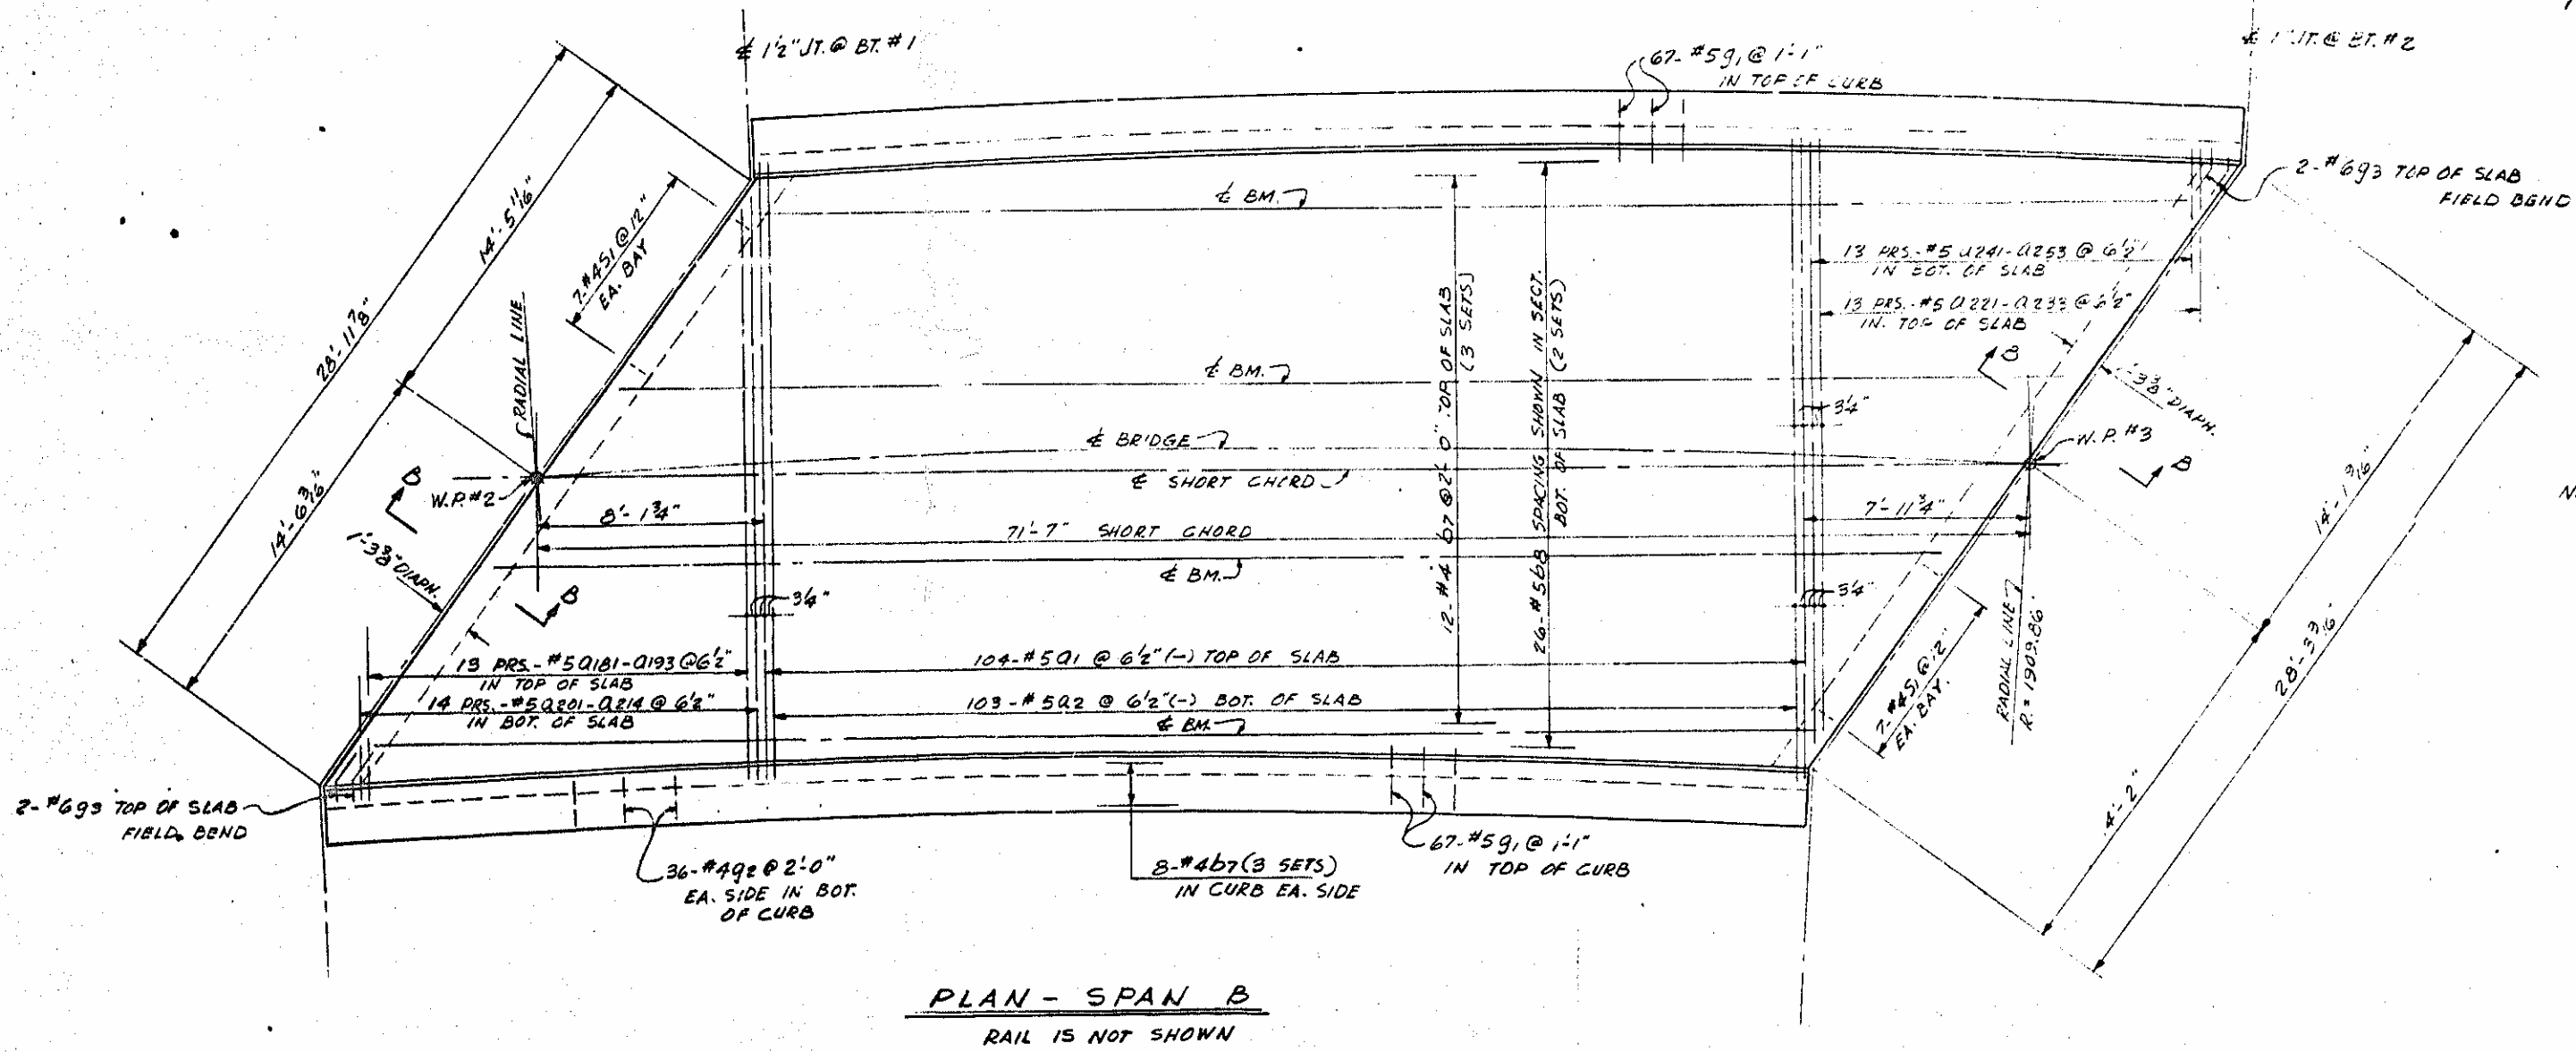 ℄ 1½" JT. @ BT. #1
℄ 1" JT. @ BT. #2
67-#5g1 @ 1'-1"
IN TOP OF CURB
2-#6g3 TOP OF SLAB
FIELD BEND
14'-5 11/16"
28'-11 7/8"
14'-6 3/16"
7-#4S1 @ 12"
EA. BAY
RADIAL LINE
℄ BM.
℄ BM.
℄ BRIDGE
℄ SHORT CHORD
W.P. #2
8'-1¾"
71'-7" SHORT CHORD
℄ BM.
1'-3⅜" DIAPH.
B
B
3¼"
12-#4 b7 @ 2'-0" TOP OF SLAB
(3 SETS)
26-#5b8 SPACING SHOWN IN SECT.
BOT. OF SLAB (2 SETS)
13 PRS.-#5 a241-a253 @ 6½"
IN BOT. OF SLAB
13 PRS.-#5 a221-a233 @ 6½"
IN TOP OF SLAB
B
3¼"
1'-3⅜" DIAPH.
W.P. #3
B
7'-11¾"
3¼"
14'-1 9/16"
28'-3 3/16"
14'-2"
7-#4S1 @ 12"
EA. BAY.
RADIAL LINE
R = 1909.86'
13 PRS.-#5a181-a193 @ 6½"
IN TOP OF SLAB
14 PRS.-#5a201-a214 @ 6½"
IN BOT. OF SLAB
104-#5a1 @ 6½"(-) TOP OF SLAB
103-#5a2 @ 6½"(-) BOT. OF SLAB
℄ BM.
2-#6g3 TOP OF SLAB
FIELD BEND
36-#4g2 @ 2'-0"
EA. SIDE IN BOT.
OF CURB
8-#4b7 (3 SETS)
IN CURB EA. SIDE
67-#5g1 @ 1'-1"
IN TOP OF CURB
PLAN - SPAN B
RAIL IS NOT SHOWN